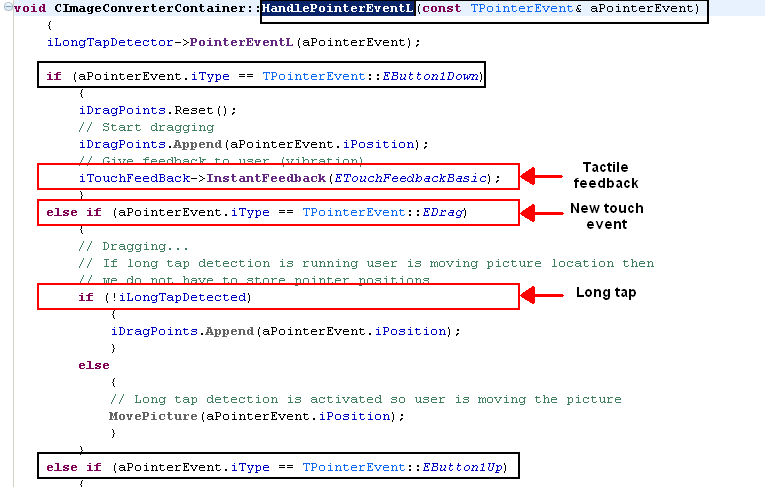 void CImageConverterContainer::HandlePointerEventL(const TPointerEvent& aPointerEvent)
{
iLongTapDetector->PointerEventL(aPointerEvent);
if (aPointerEvent.iType == TPointerEvent::EButton1Down)
{
iDragPoints.Reset();
// Start dragging
iDragPoints.Append(aPointerEvent.iPosition);
// Give feedback to user (vibration)
iTouchFeedBack->InstantFeedback(ETouchFeedbackBasic);
Tactile
feedback
}
else if (aPointerEvent.iType == TPointerEvent::EDrag)
New touch
event
{
// Dragging...
// If long tap detection is running user is moving picture location then
// we do not have to store pointer positions
if (!iLongTapDetected)
Long tap
{
iDragPoints.Append(aPointerEvent.iPosition);
}
else
{
// Long tap detection is activated so user is moving the picture
MovePicture(aPointerEvent.iPosition);
}
}
else if (aPointerEvent.iType == TPointerEvent::EButton1Up)
{